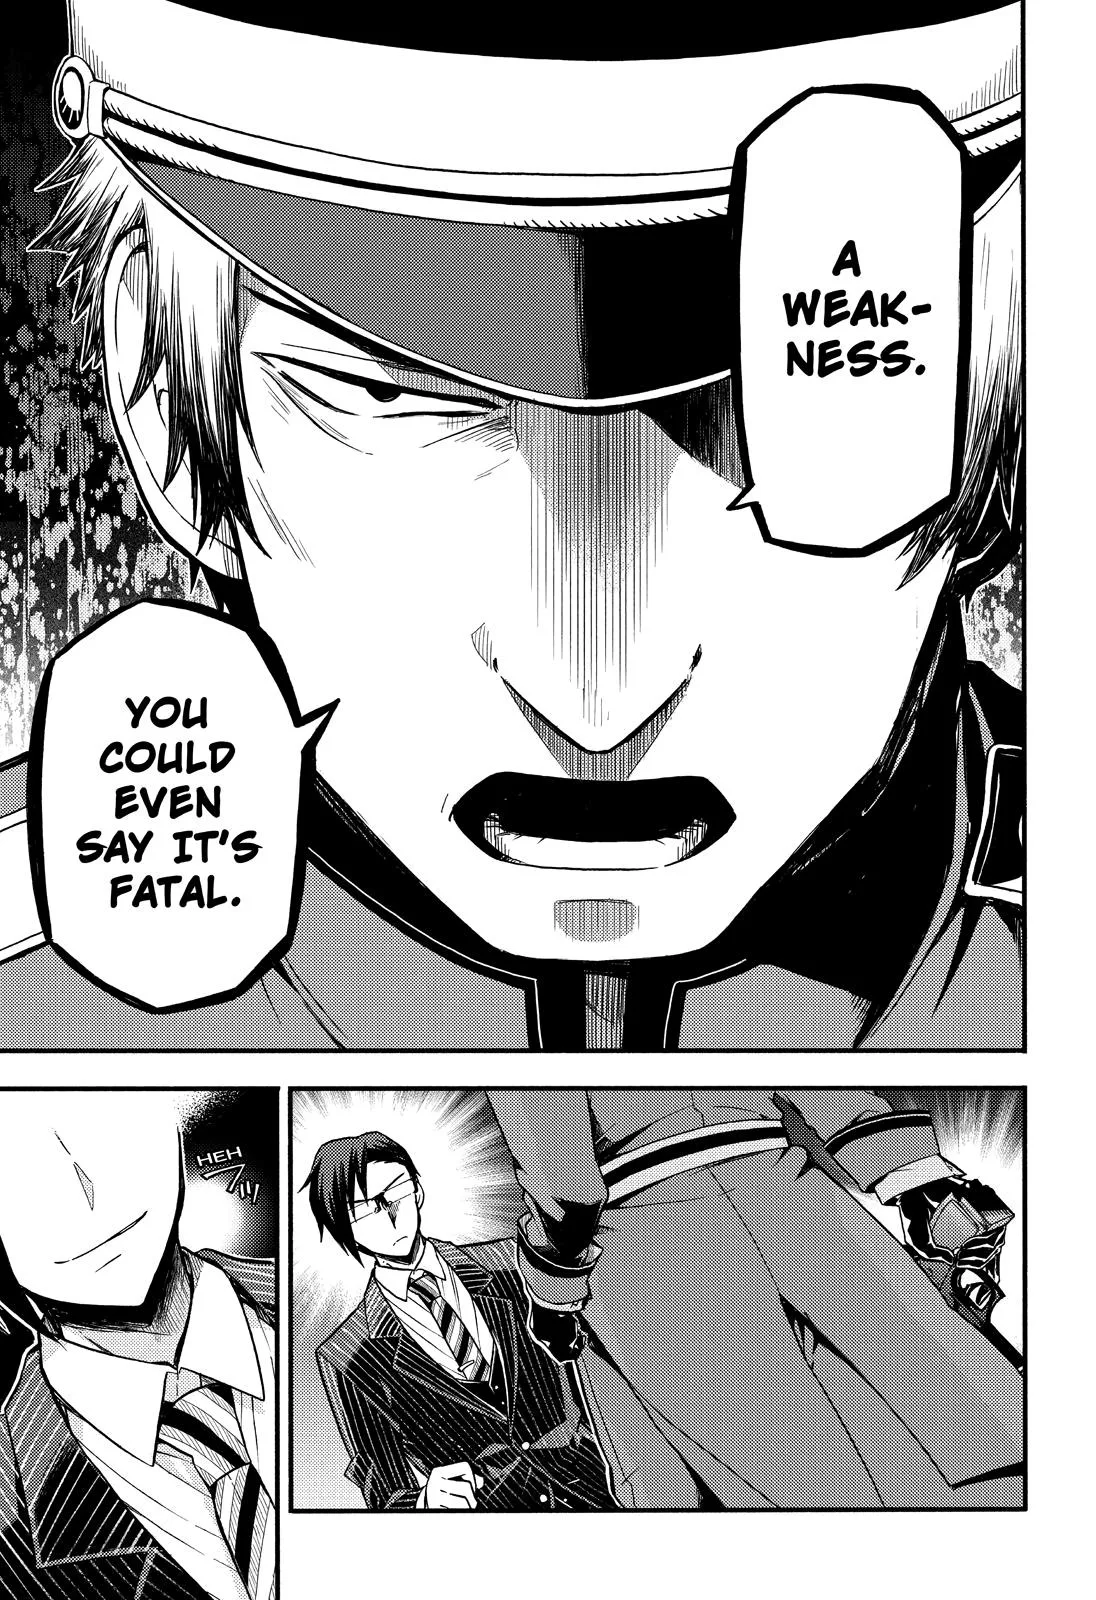 A
WEAK-
NESS.
YOU
COULD
EVEN
SAY IT'S
FATAL.
HEH
フッ